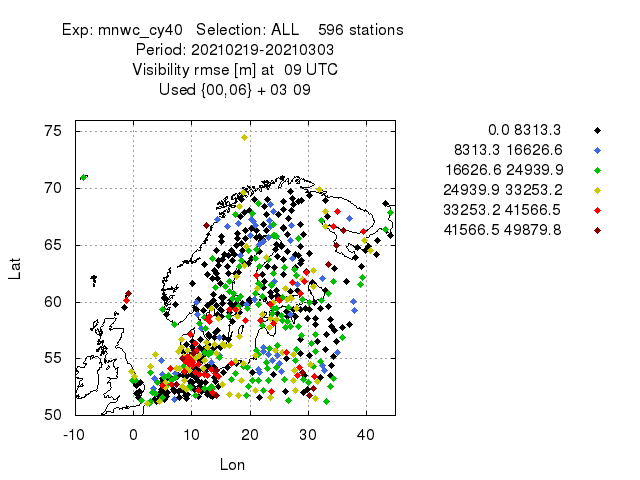 Exp: mnwc_cy40 Selection: ALL 596 stations
Period: 20210219-20210303
Visibility rmse [m] at 09 UTC
Used {00,06} + 03 09
0.0 8313.3
8313.3 16626.6
16626.6 24939.9
24939.9 33253.2
33253.2 41566.5
41566.5 49879.8
75
70
65
60
55
50
Lat
-10 0 10 20 30 40
Lon